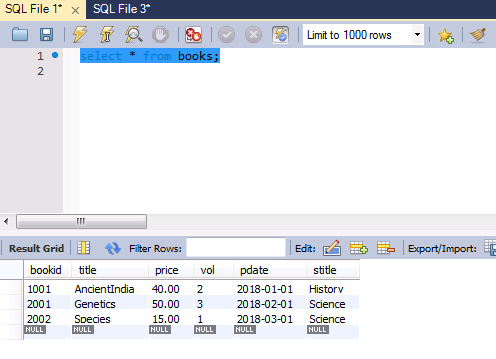 SQL File 1* × SQL File 3*
Limit to 1000 rows
1 select * from books;
2
Result Grid Filter Rows: Edit: Export/Import:
bookid title price vol pdate stitle
1001 AncientIndia 40.00 2 2018-01-01 History
2001 Genetics 50.00 3 2018-02-01 Science
2002 Species 15.00 1 2018-03-01 Science
NULL NULL NULL NULL NULL NULL